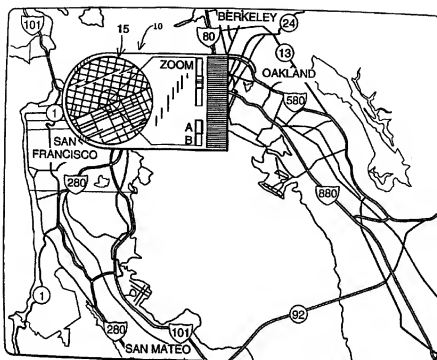 BERKELEY
24
101
15
10
80
13
ZOOM
OAKLAND
580
1
A
SAN
FRANCISCO
B
280
880
1
92
280
101
SAN MATEO